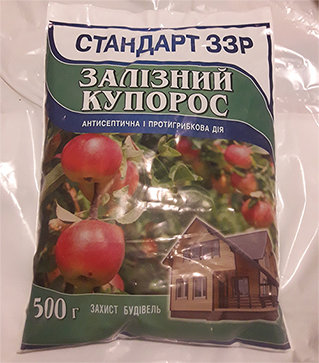 СТАНДАРТ ЗЗР
ЗАЛІЗНИЙ
КУПОРОС
АНТИСЕПТИЧНА І ПРОТИГРИБКОВА ДІЯ
500 г
ЗАХИСТ БУДІВЕЛЬ